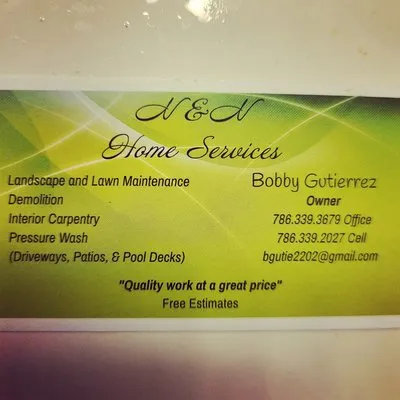 N & N
Home Services
Landscape and Lawn Maintenance
Demolition
Interior Carpentry
Pressure Wash
(Driveways, Patios, & Pool Decks)
Bobby Gutierrez
Owner
786.339.3679 Office
786.339.2027 Cell
bgutie2202@gmail.com
"Quality work at a great price"
Free Estimates